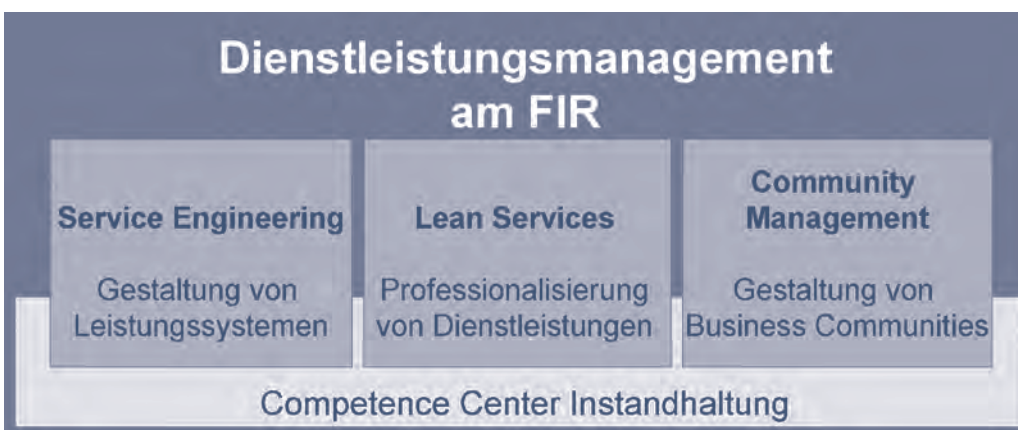 Dienstleistungsmanagement
am FIR
Service Engineering
Gestaltung von
Leistungssystemen
Lean Services
Professionalisierung
von Dienstleistungen
Community
Management
Gestaltung von
Business Communities
Competence Center Instandhaltung